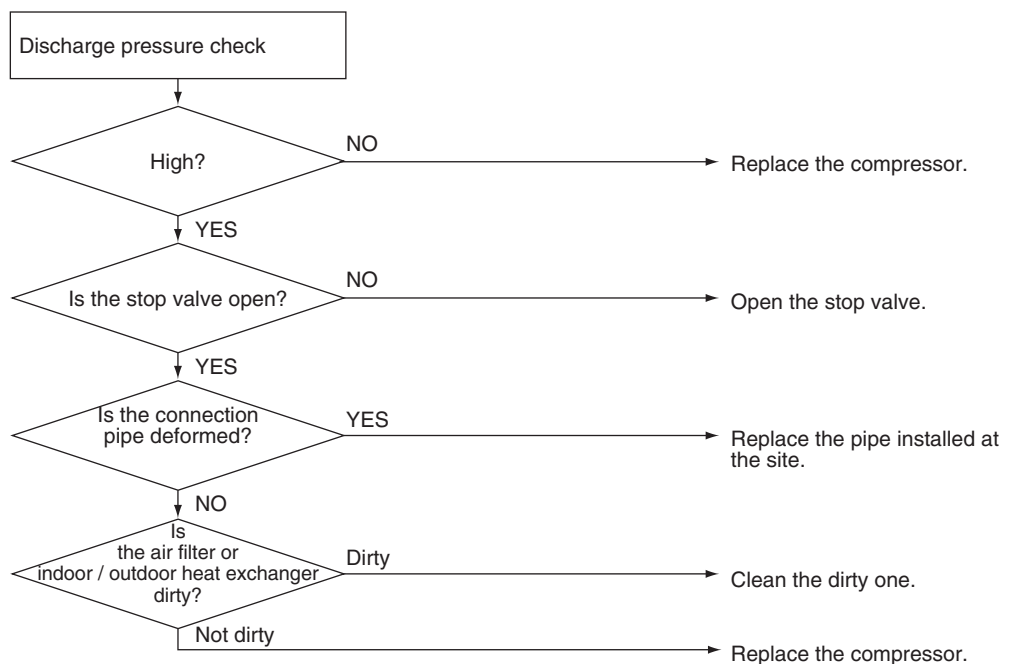 Discharge pressure check
High?
NO
Replace the compressor.
YES
Is the stop valve open?
NO
Open the stop valve.
YES
Is the connection
pipe deformed?
YES
Replace the pipe installed at
the site.
NO
Is
the air filter or
indoor / outdoor heat exchanger
dirty?
Dirty
Clean the dirty one.
Not dirty
Replace the compressor.